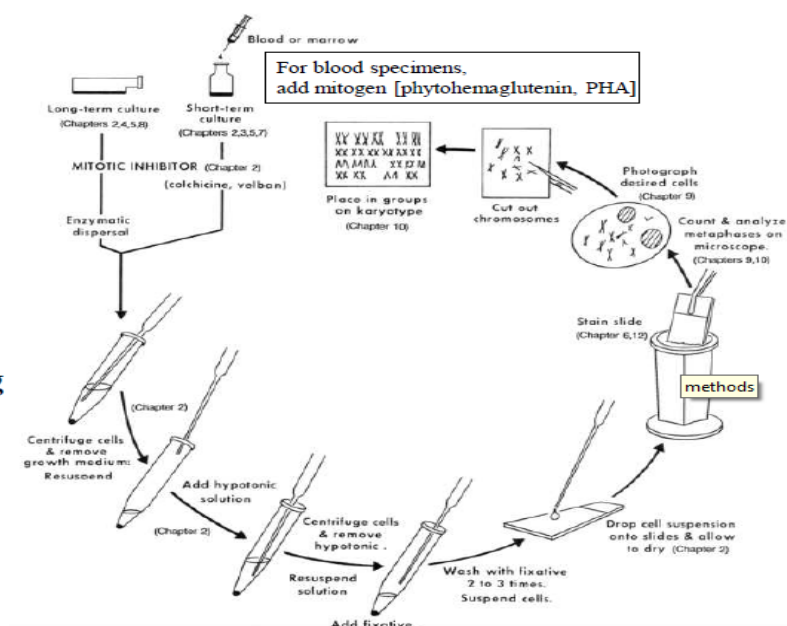 Blood or marrow
For blood specimens,
add mitogen [phytohemaglutenin, PHA]
Long-term culture
(Chapters 2,4,5,8)
Short-term
culture
(Chapters 2,3,5,7)
MITOTIC INHIBITOR (Chapter 2)
(colchicine, velban)
Enzymatic
dispersal
Place in groups
on karyotype
(Chapter 10)
Cut out
chromosomes
Photograph
desired cells
(Chapter 9)
Count & analyze
metaphases on
microscope.
(Chapters 9,10)
Stain slide
(Chapter 6,12)
methods
g
(Chapter 2)
Centrifuge cells
& remove
growth medium:
Resuspend
Add hypotonic
solution
(Chapter 2)
Centrifuge cells
& remove
hypotonic.
Resuspend
solution
Add fixative
Wash with fixative
2 to 3 times.
Suspend cells.
Drop cell suspension
onto slides & allow
to dry (Chapter 2)